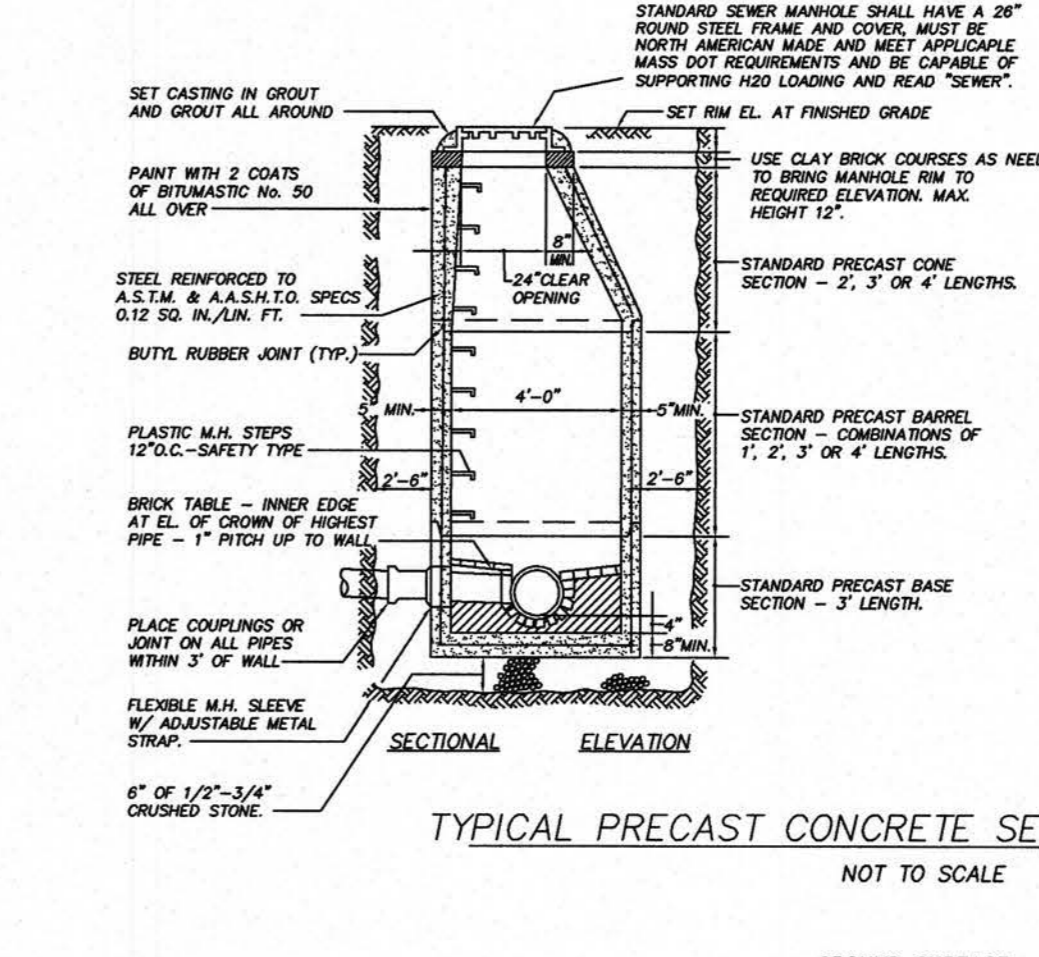 STANDARD SEWER MANHOLE SHALL HAVE A 26"
ROUND STEEL FRAME AND COVER, MUST BE
NORTH AMERICAN MADE AND MEET APPLICAPLE
MASS DOT REQUIREMENTS AND BE CAPABLE OF
SUPPORTING H20 LOADING AND READ "SEWER".
SET CASTING IN GROUT
AND GROUT ALL AROUND
SET RIM EL. AT FINISHED GRADE
USE CLAY BRICK COURSES AS
TO BRING MANHOLE RIM TO
REQUIRED ELEVATION. MAX.
HEIGHT 12".
PAINT WITH 2 COATS
OF BITUMASTIC No. 50
ALL OVER
8"
MIN.
24"CLEAR
OPENING
STANDARD PRECAST CONE
SECTION – 2', 3' OR 4' LENGTHS.
STEEL REINFORCED TO
A.S.T.M. & A.A.S.H.T.O. SPECS
0.12 SQ. IN./LIN. FT.
BUTYL RUBBER JOINT (TYP.)
5" MIN.
4'-0"
5"MIN.
STANDARD PRECAST BARREL
SECTION – COMBINATIONS OF
1', 2', 3' OR 4' LENGTHS.
PLASTIC M.H. STEPS
12"O.C.-SAFETY TYPE
2'-6"
2'-6"
BRICK TABLE – INNER EDGE
AT EL. OF CROWN OF HIGHEST
PIPE – 1" PITCH UP TO WALL
STANDARD PRECAST BASE
SECTION – 3' LENGTH.
4"
8"MIN.
PLACE COUPLINGS OR
JOINT ON ALL PIPES
WITHIN 3' OF WALL
FLEXIBLE M.H. SLEEVE
W/ ADJUSTABLE METAL
STRAP.
SECTIONAL ELEVATION
6" OF 1/2"-3/4"
CRUSHED STONE.
TYPICAL PRECAST CONCRETE
NOT TO SCALE